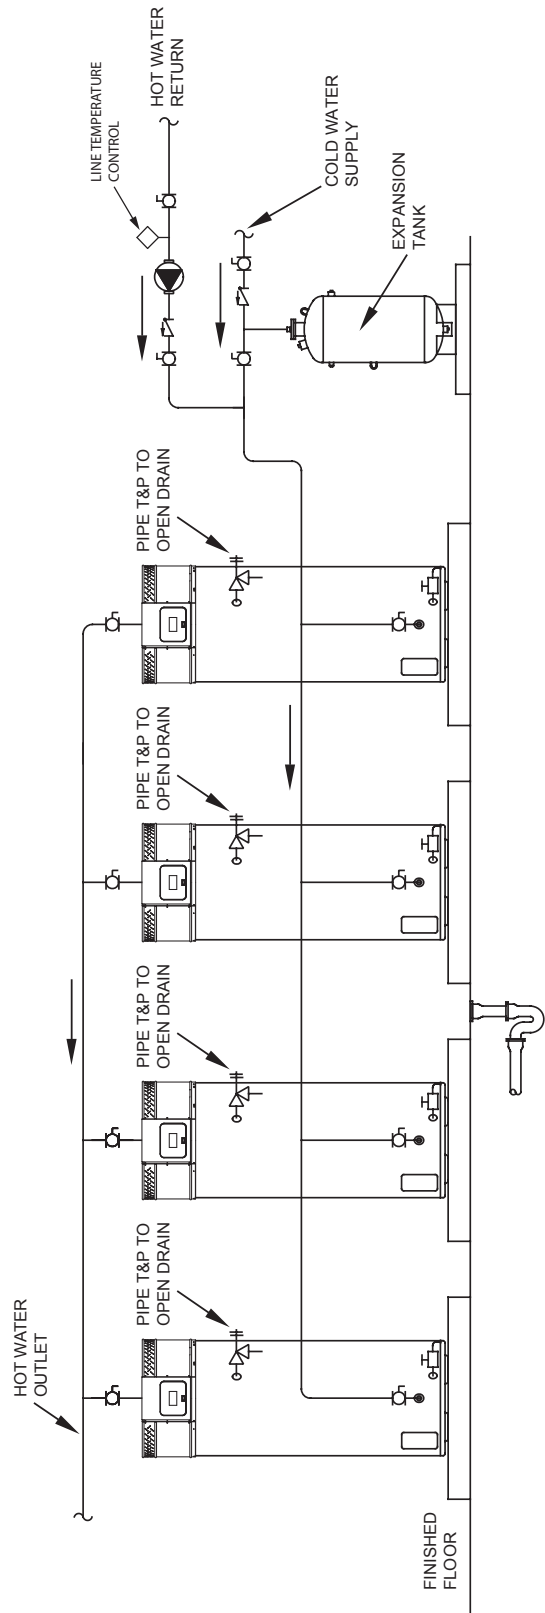 HOT WATER
OUTLET
PIPE T&P TO
OPEN DRAIN
PIPE T&P TO
OPEN DRAIN
PIPE T&P TO
OPEN DRAIN
PIPE T&P TO
OPEN DRAIN
LINE TEMPERATURE
CONTROL
HOT WATER
RETURN
COLD WATER
SUPPLY
EXPANSION
TANK
FINISHED
FLOOR